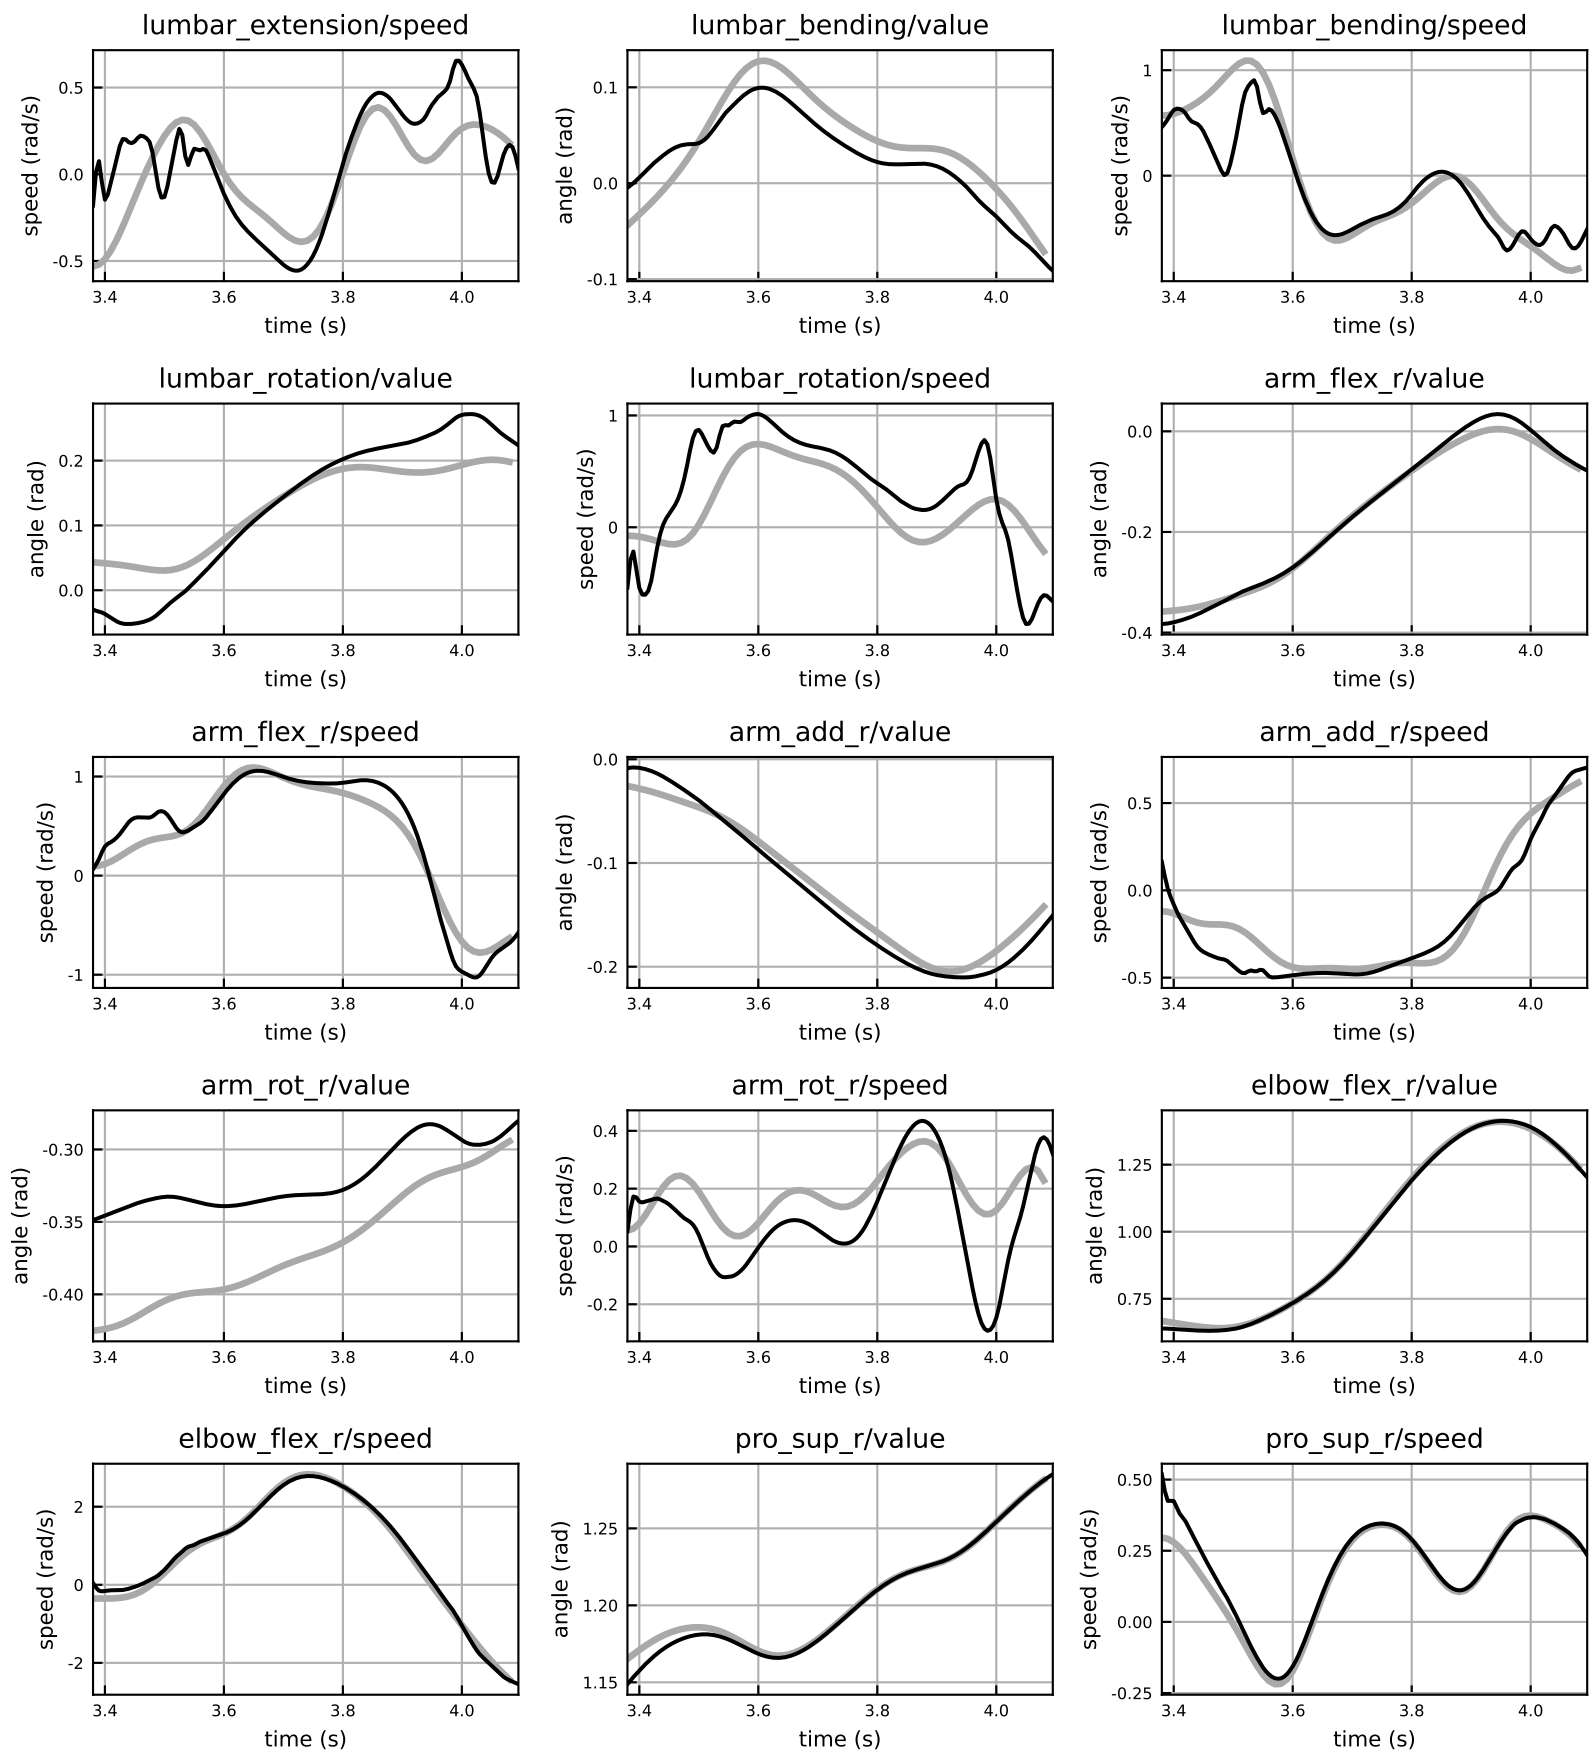 lumbar_extension/speed
speed (rad/s)
0.5
0.0
-0.5
3.4 3.6 3.8 4.0
time (s)
lumbar_bending/value
angle (rad)
0.1
0.0
-0.1
3.4 3.6 3.8 4.0
time (s)
lumbar_bending/speed
speed (rad/s)
1
0
3.4 3.6 3.8 4.0
time (s)
lumbar_rotation/value
angle (rad)
0.2
0.1
0.0
3.4 3.6 3.8 4.0
time (s)
lumbar_rotation/speed
speed (rad/s)
1
0
3.4 3.6 3.8 4.0
time (s)
arm_flex_r/value
angle (rad)
0.0
-0.2
-0.4
3.4 3.6 3.8 4.0
time (s)
arm_flex_r/speed
speed (rad/s)
1
0
-1
3.4 3.6 3.8 4.0
time (s)
arm_add_r/value
angle (rad)
0.0
-0.1
-0.2
3.4 3.6 3.8 4.0
time (s)
arm_add_r/speed
speed (rad/s)
0.5
0.0
-0.5
3.4 3.6 3.8 4.0
time (s)
arm_rot_r/value
angle (rad)
-0.30
-0.35
-0.40
3.4 3.6 3.8 4.0
time (s)
arm_rot_r/speed
speed (rad/s)
0.4
0.2
0.0
-0.2
3.4 3.6 3.8 4.0
time (s)
elbow_flex_r/value
angle (rad)
1.25
1.00
0.75
3.4 3.6 3.8 4.0
time (s)
elbow_flex_r/speed
speed (rad/s)
2
0
-2
3.4 3.6 3.8 4.0
time (s)
pro_sup_r/value
angle (rad)
1.25
1.20
1.15
3.4 3.6 3.8 4.0
time (s)
pro_sup_r/speed
speed (rad/s)
0.50
0.25
0.00
-0.25
3.4 3.6 3.8 4.0
time (s)